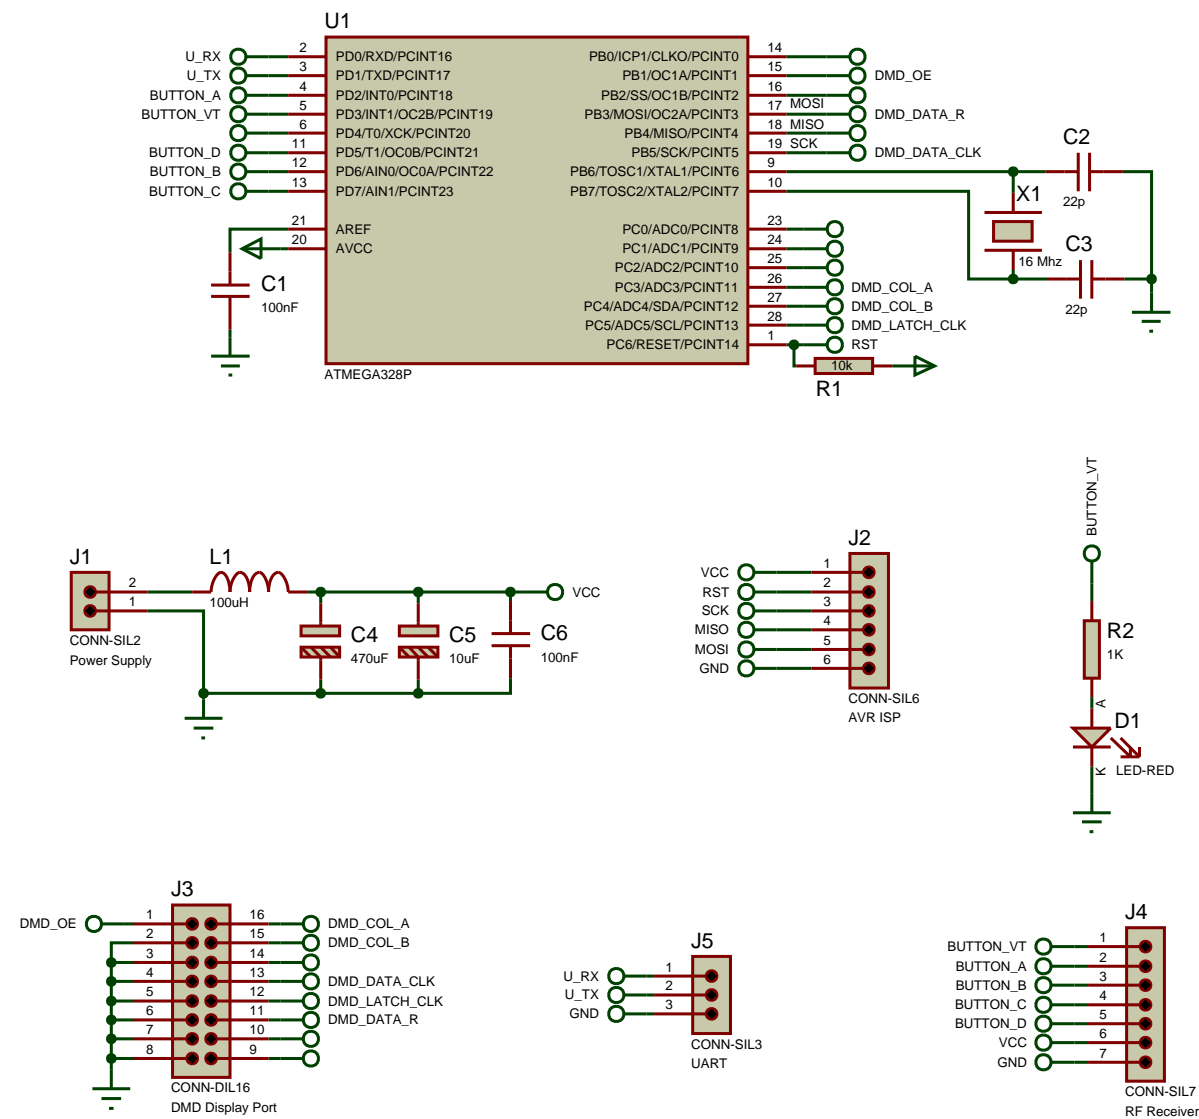 U1
U_RX 2 PD0/RXD/PCINT16 PB0/ICP1/CLKO/PCINT0 14
U_TX 3 PD1/TXD/PCINT17 PB1/OC1A/PCINT1 15 DMD_OE
BUTTON_A 4 PD2/INT0/PCINT18 PB2/SS/OC1B/PCINT2 16
BUTTON_VT 5 PD3/INT1/OC2B/PCINT19 PB3/MOSI/OC2A/PCINT3 17 MOSI DMD_DATA_R
6 PD4/T0/XCK/PCINT20 PB4/MISO/PCINT4 18 MISO
BUTTON_D 11 PD5/T1/OC0B/PCINT21 PB5/SCK/PCINT5 19 SCK DMD_DATA_CLK
BUTTON_B 12 PD6/AIN0/OC0A/PCINT22 PB6/TOSC1/XTAL1/PCINT6 9
BUTTON_C 13 PD7/AIN1/PCINT23 PB7/TOSC2/XTAL2/PCINT7 10
21 AREF PC0/ADC0/PCINT8 23
20 AVCC PC1/ADC1/PCINT9 24
PC2/ADC2/PCINT10 25
PC3/ADC3/PCINT11 26 DMD_COL_A
PC4/ADC4/SDA/PCINT12 27 DMD_COL_B
PC5/ADC5/SCL/PCINT13 28 DMD_LATCH_CLK
PC6/RESET/PCINT14 1 RST
ATMEGA328P
C1
100nF
10k
R1
C2
22p
X1
16 Mhz
C3
22p
J1
2
1
CONN-SIL2
Power Supply
L1
100uH
VCC
C4
470uF
C5
10uF
C6
100nF
J2
VCC 1
RST 2
SCK 3
MISO 4
MOSI 5
GND 6
CONN-SIL6
AVR ISP
BUTTON_VT
R2
1K
A
D1
K
LED-RED
J3
DMD_OE 1 16 DMD_COL_A
2 15 DMD_COL_B
3 14
4 13 DMD_DATA_CLK
5 12 DMD_LATCH_CLK
6 11 DMD_DATA_R
7 10
8 9
CONN-DIL16
DMD Display Port
J5
U_RX 1
U_TX 2
GND 3
CONN-SIL3
UART
J4
BUTTON_VT 1
BUTTON_A 2
BUTTON_B 3
BUTTON_C 4
BUTTON_D 5
VCC 6
GND 7
CONN-SIL7
RF Receiver